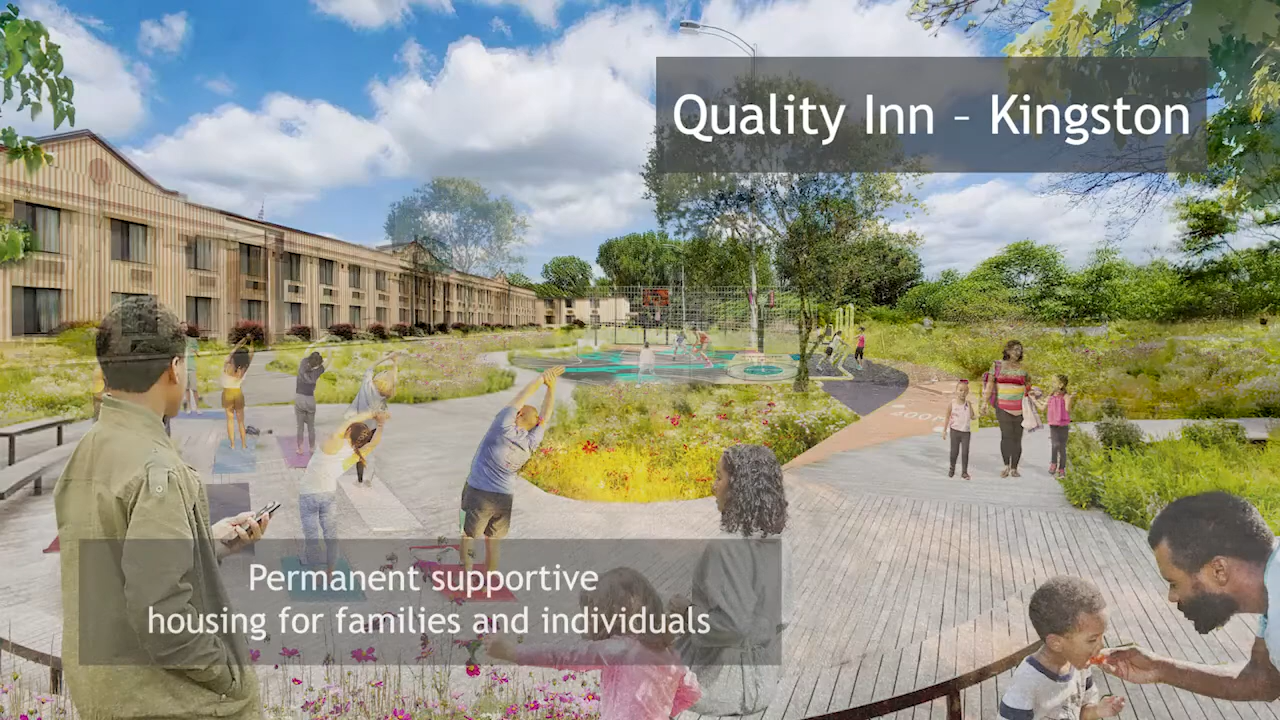 Quality Inn – Kingston
Permanent supportive
housing for families and individuals